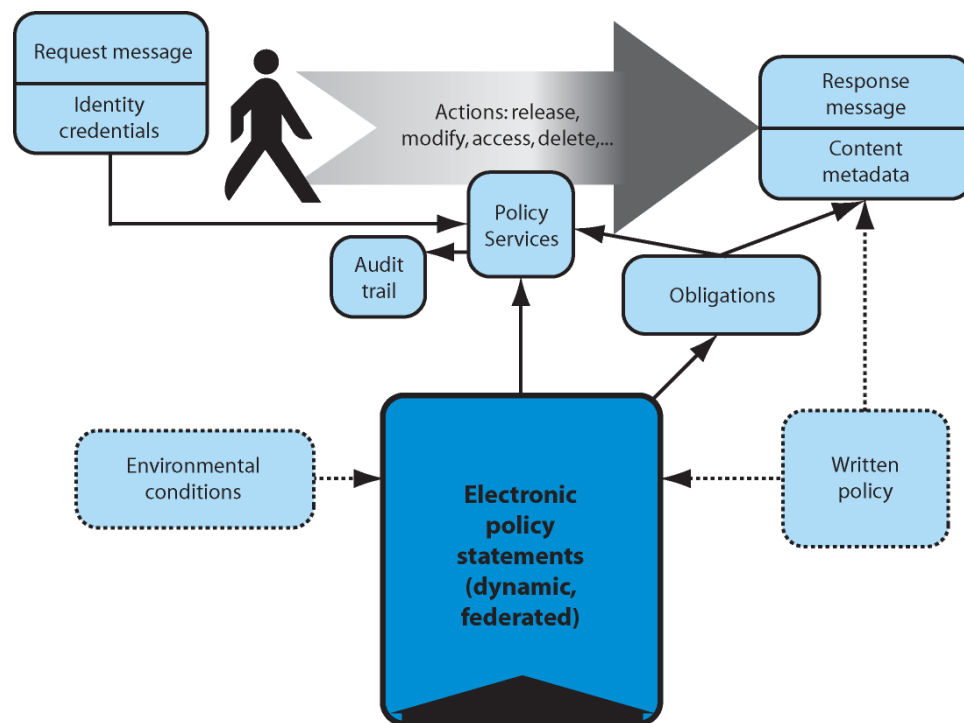 Request message
Identity
credentials
Actions: release,
modify, access, delete,...
Response
message
Content
metadata
Policy
Services
Audit
trail
Obligations
Environmental
conditions
Electronic
policy
statements
(dynamic,
federated)
Written
policy